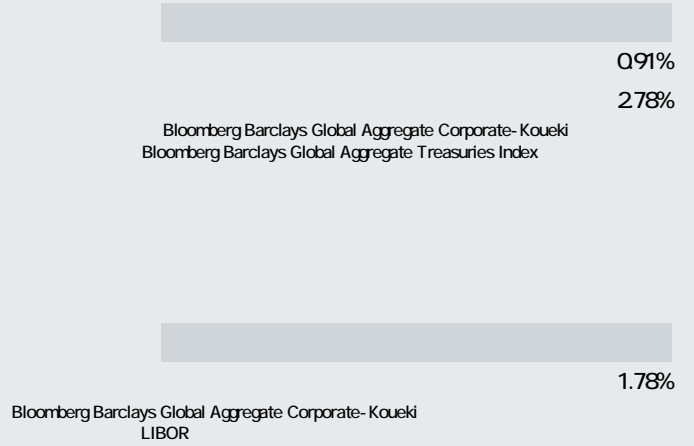 0.91%
2.78%
Bloomberg Barclays Global Aggregate Corporate- Koueki
Bloomberg Barclays Global Aggregate Treasuries Index
1.78%
Bloomberg Barclays Global Aggregate Corporate- Koueki
LIBOR